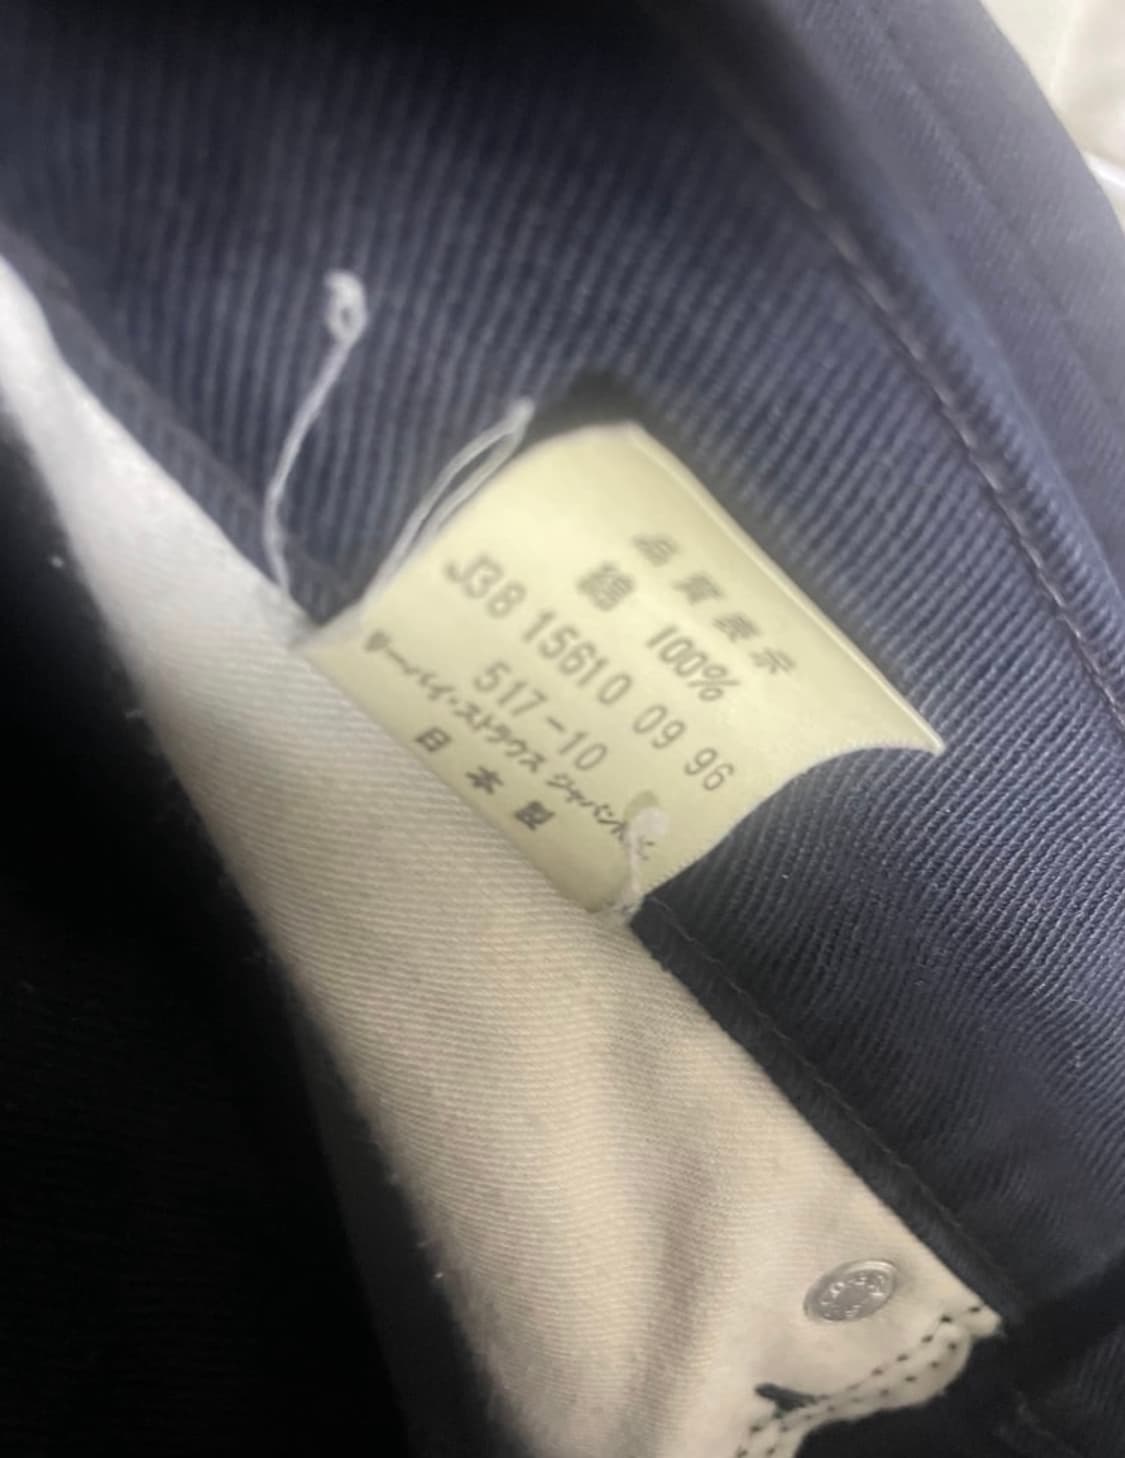 品質表示
綿 100%
J38 15610 09 96
517-10
リーバイ・ストラウス ジャパン
日本製